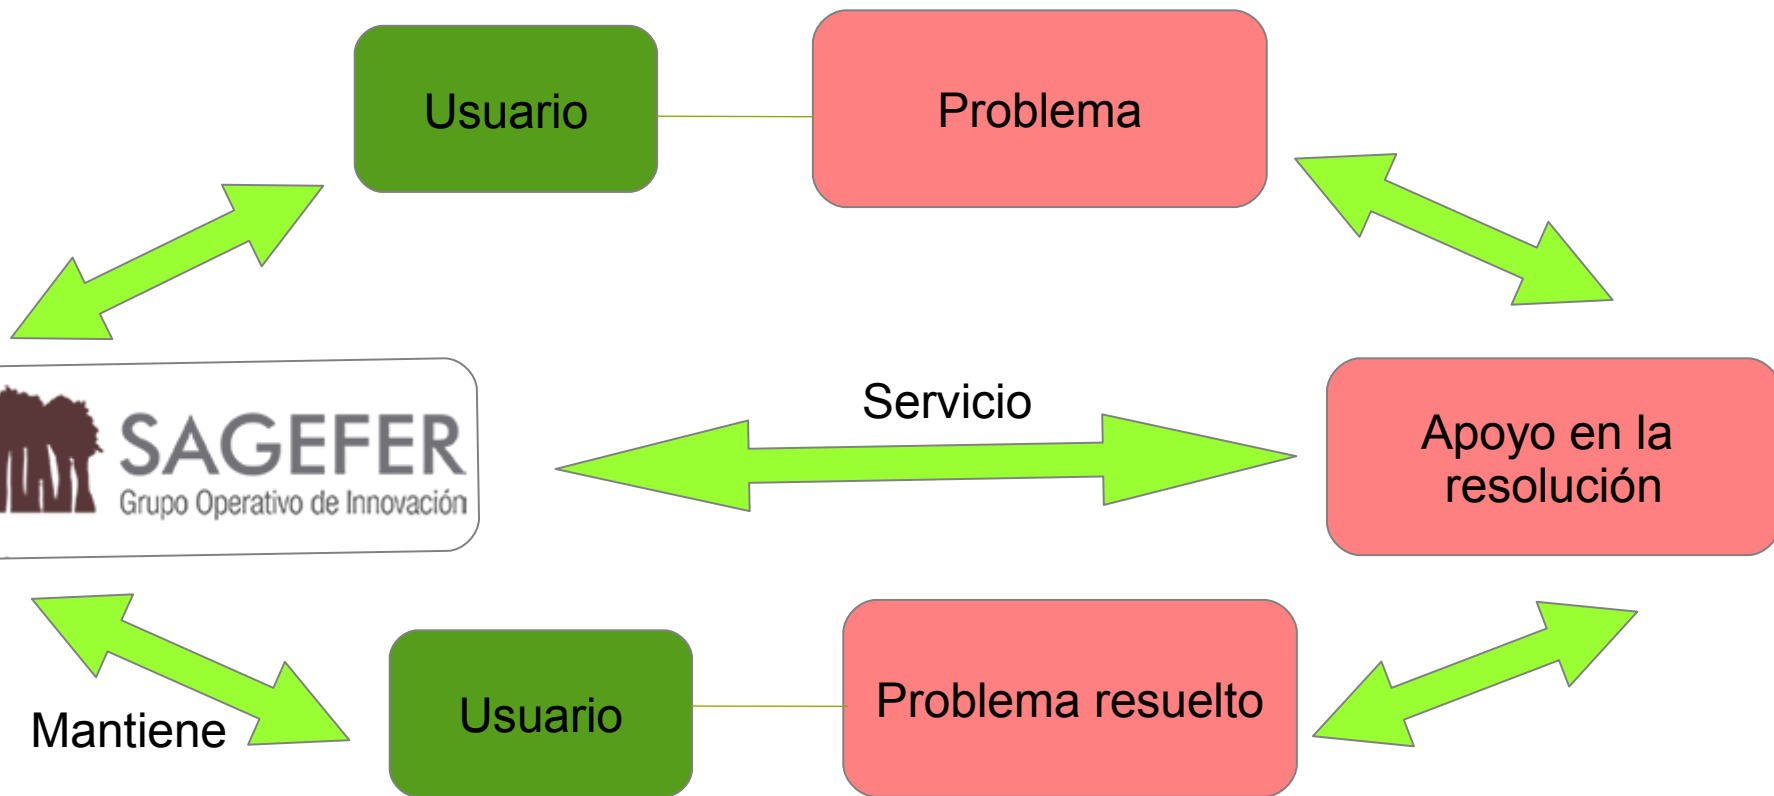 Usuario
Problema
Servicio
SAGEFER
Grupo Operativo de Innovación
Apoyo en la
resolución
Mantiene
Usuario
Problema resuelto